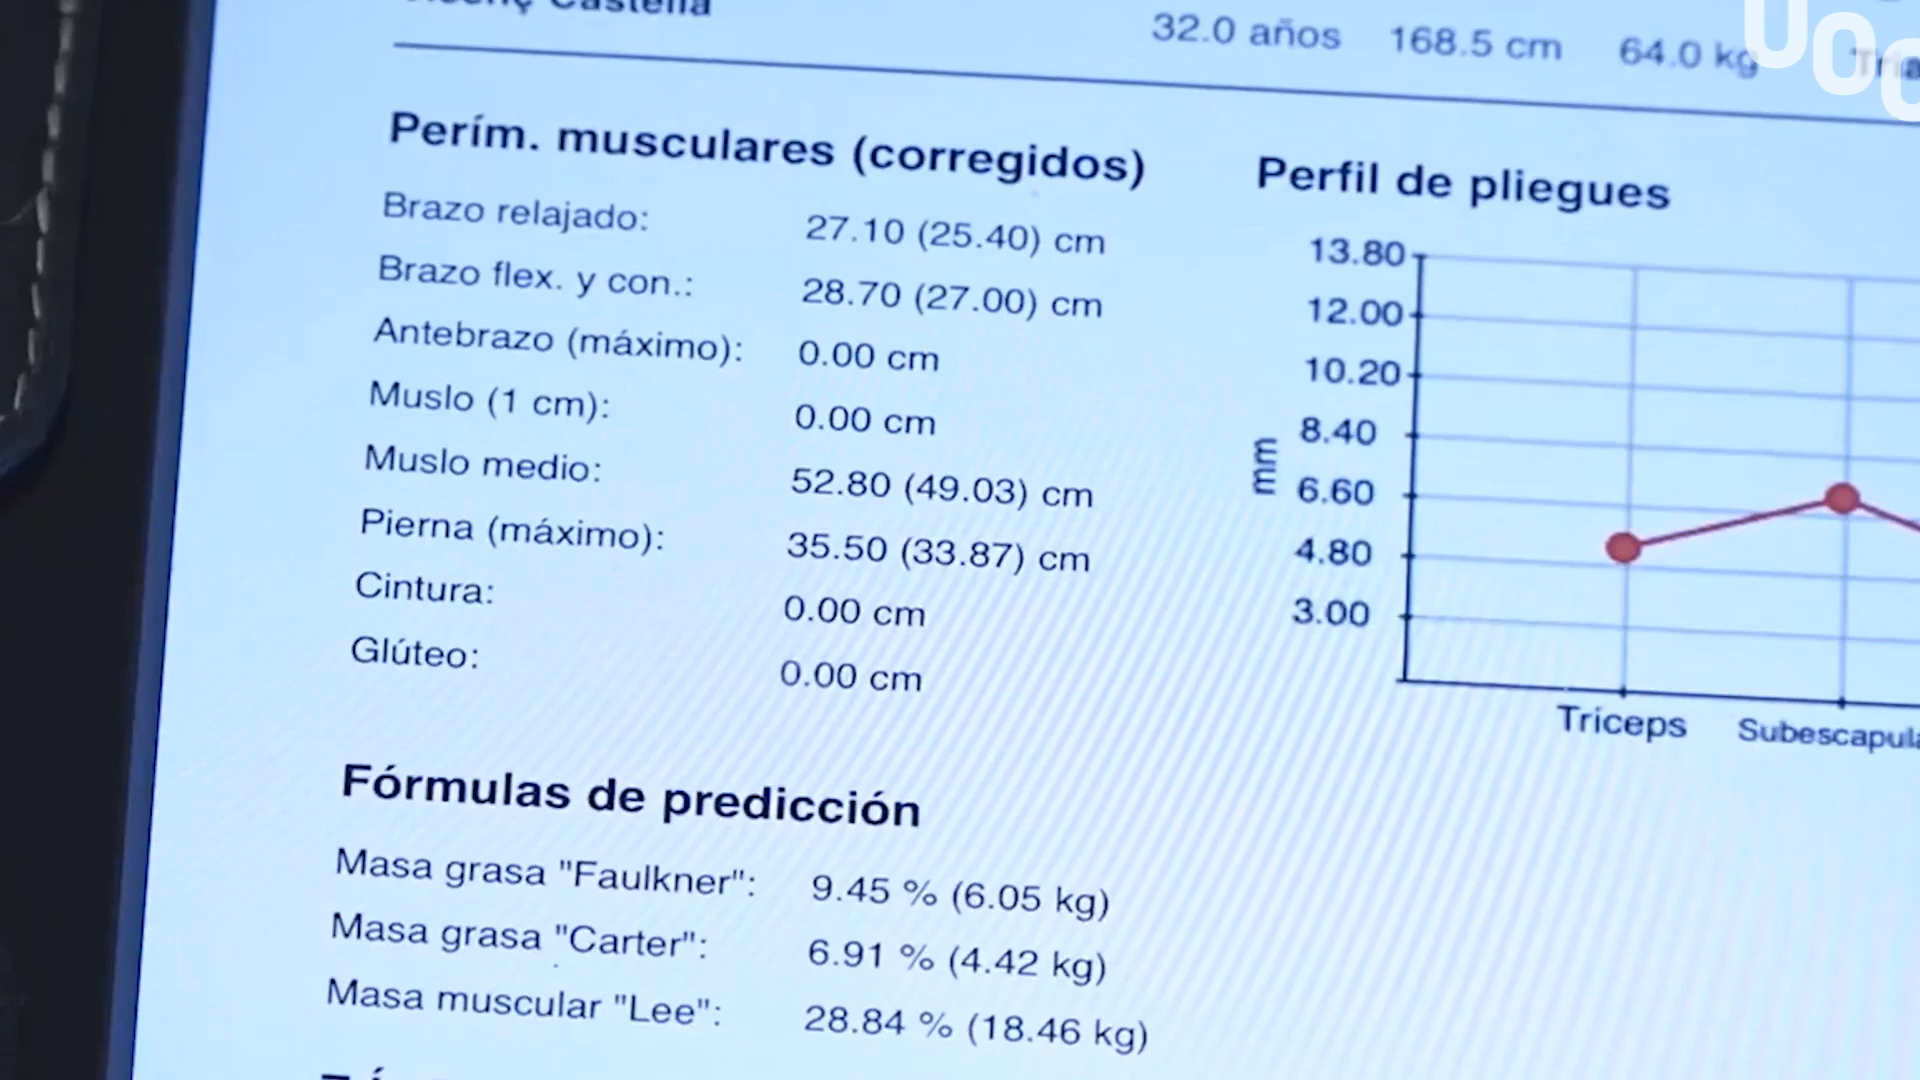 Castellà
32.0 años 168.5 cm 64.0 kg
UOC
Perím. musculares (corregidos)
Brazo relajado: 27.10 (25.40) cm
Brazo flex. y con.: 28.70 (27.00) cm
Antebrazo (máximo): 0.00 cm
Muslo (1 cm): 0.00 cm
Muslo medio: 52.80 (49.03) cm
Pierna (máximo): 35.50 (33.87) cm
Cintura: 0.00 cm
Glúteo: 0.00 cm
Fórmulas de predicción
Masa grasa "Faulkner": 9.45 % (6.05 kg)
Masa grasa "Carter": 6.91 % (4.42 kg)
Masa muscular "Lee": 28.84 % (18.46 kg)
Perfil de pliegues
13.80
12.00
10.20
8.40
6.60
4.80
3.00
mm
Triceps Subescapula